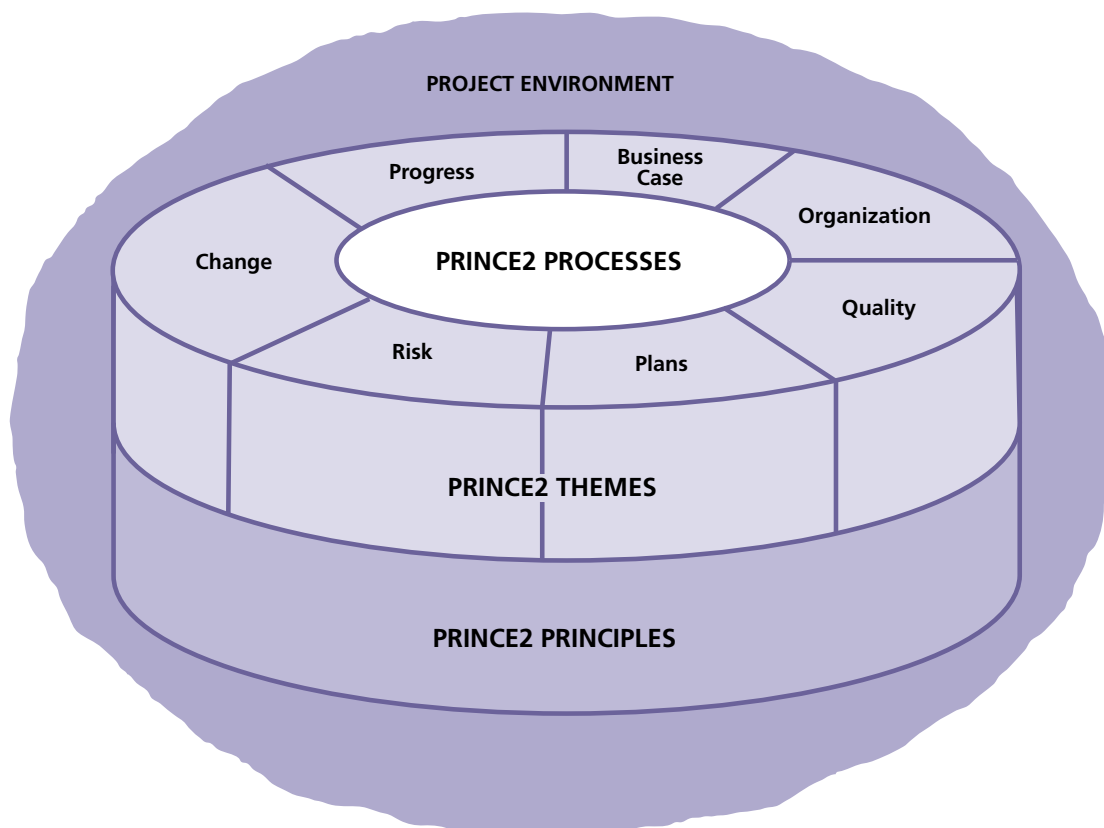 PROJECT ENVIRONMENT
Progress
Business
Case
Organization
Change
PRINCE2 PROCESSES
Quality
Risk
Plans
PRINCE2 THEMES
PRINCE2 PRINCIPLES